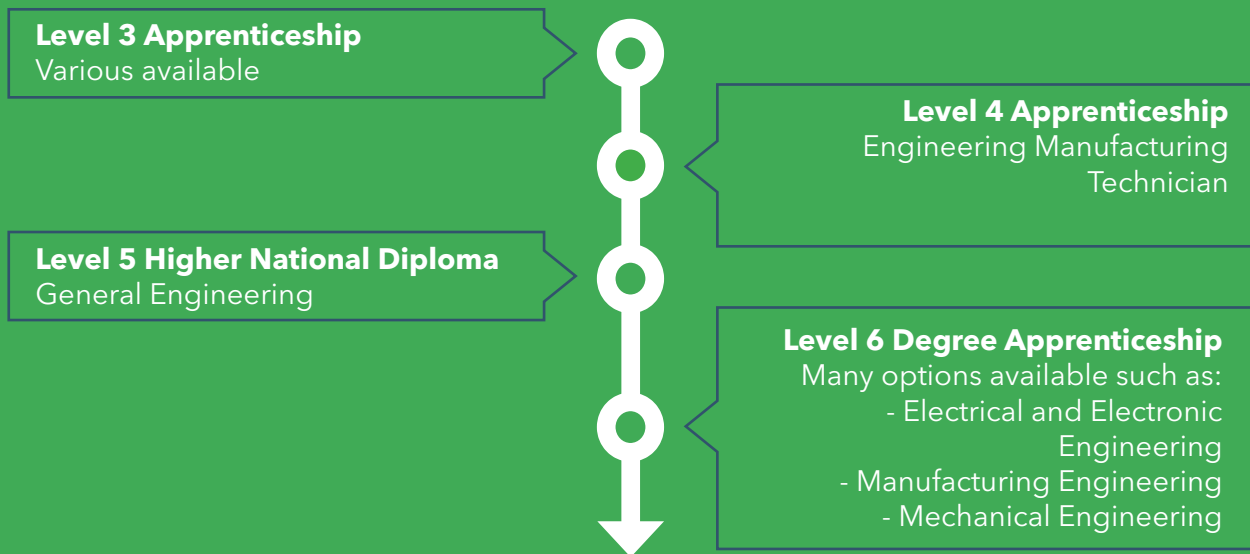 Level 3 Apprenticeship
Various available
Level 4 Apprenticeship
Engineering Manufacturing
Technician
Level 5 Higher National Diploma
General Engineering
Level 6 Degree Apprenticeship
Many options available such as:
- Electrical and Electronic
Engineering
- Manufacturing Engineering
- Mechanical Engineering